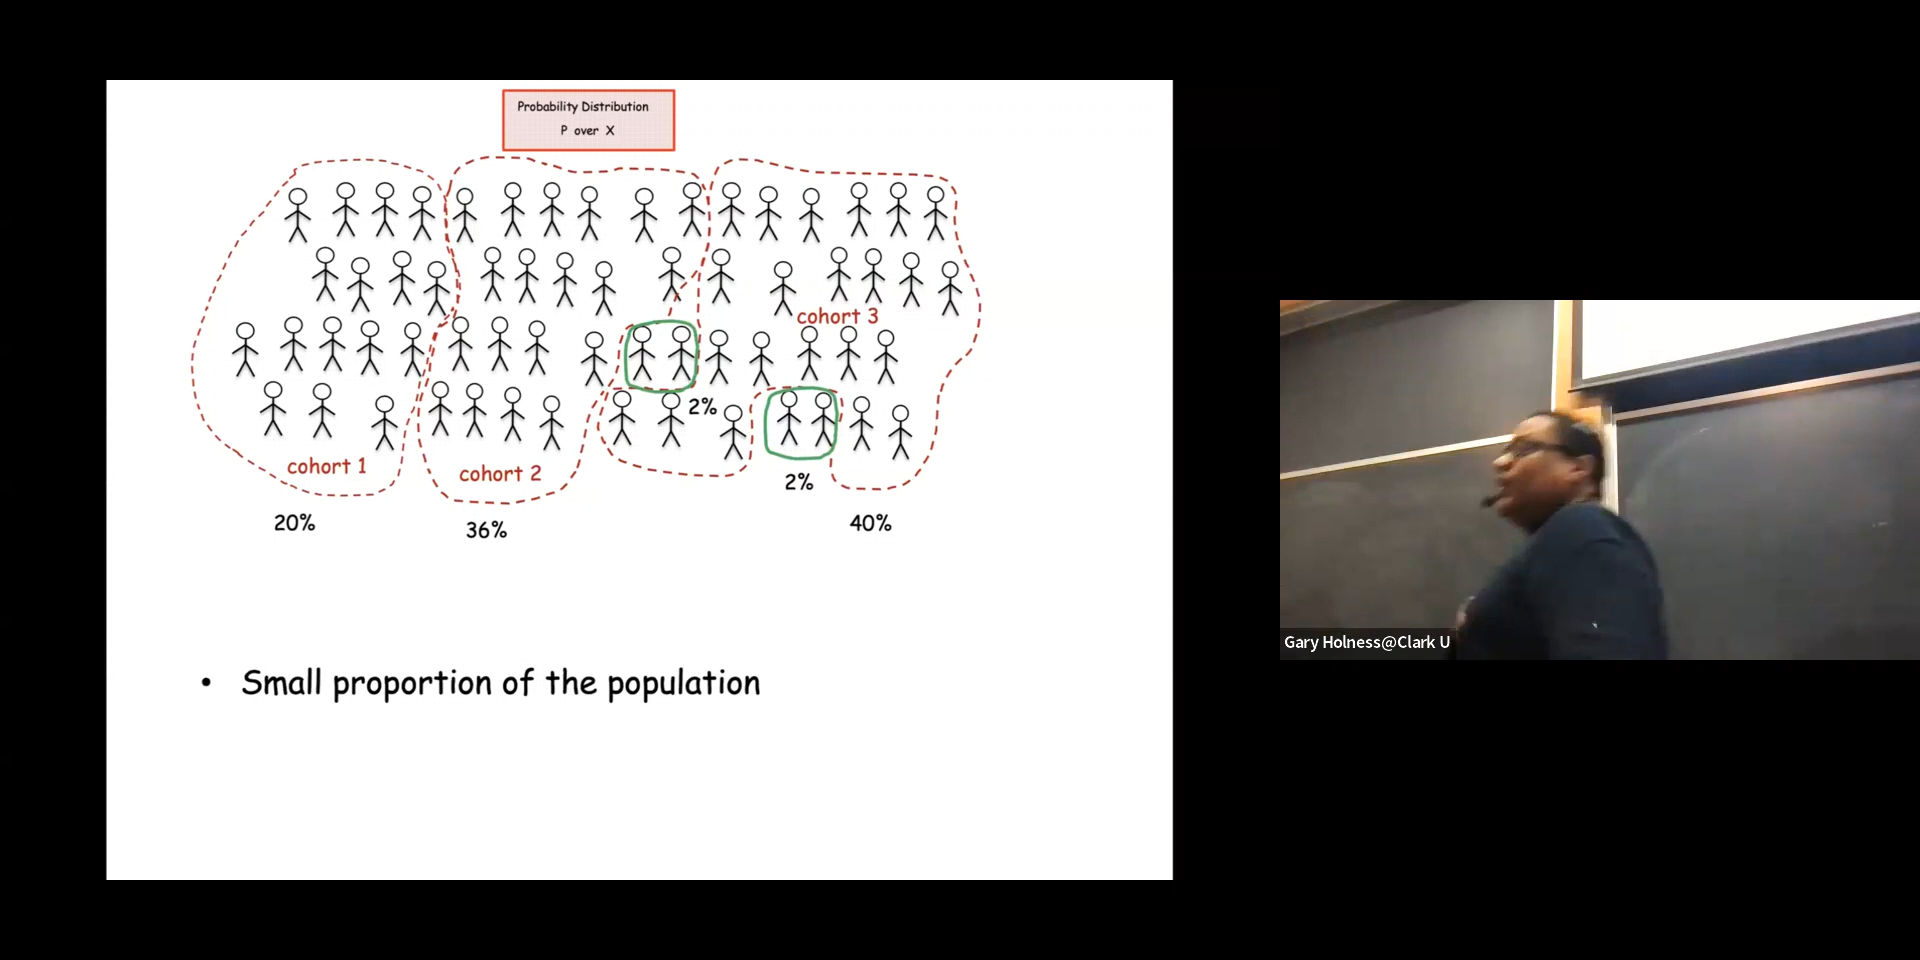 Probability Distribution
P over X
cohort 3
2%
cohort 1
cohort 2
2%
20%
36%
40%
• Small proportion of the population
Gary Holness@Clark U